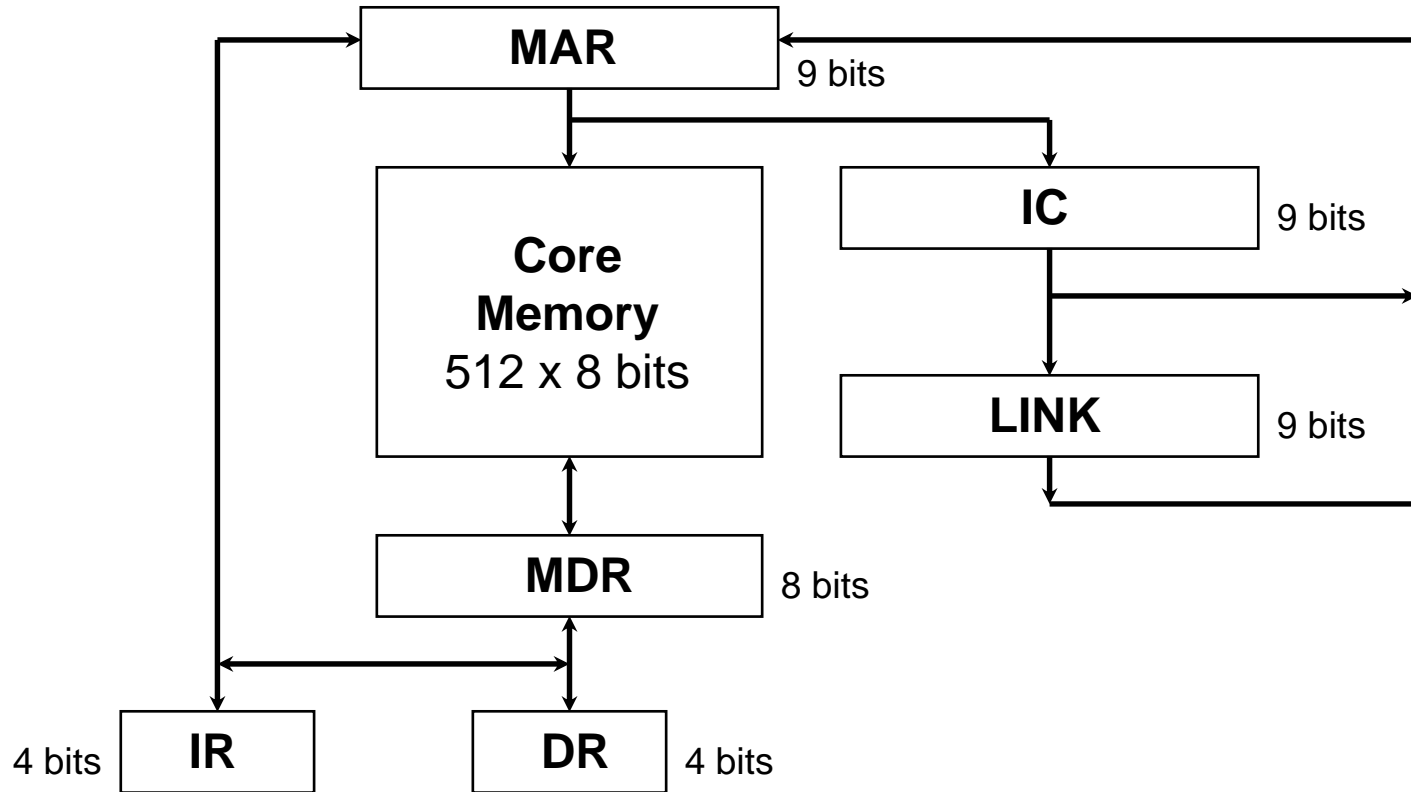 MAR
9 bits
Core
Memory
512 x 8 bits
IC
9 bits
LINK
9 bits
MDR
8 bits
4 bits
IR
DR
4 bits